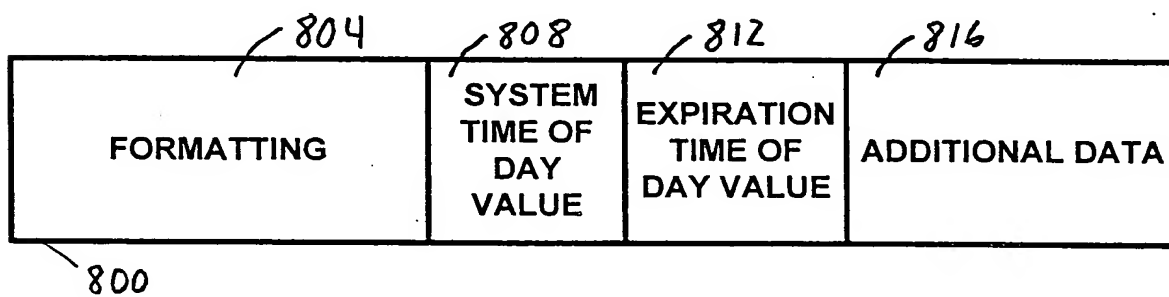 804 808 812 816
FORMATTING
SYSTEM
TIME OF
DAY
VALUE
EXPIRATION
TIME OF
DAY VALUE
ADDITIONAL DATA
800